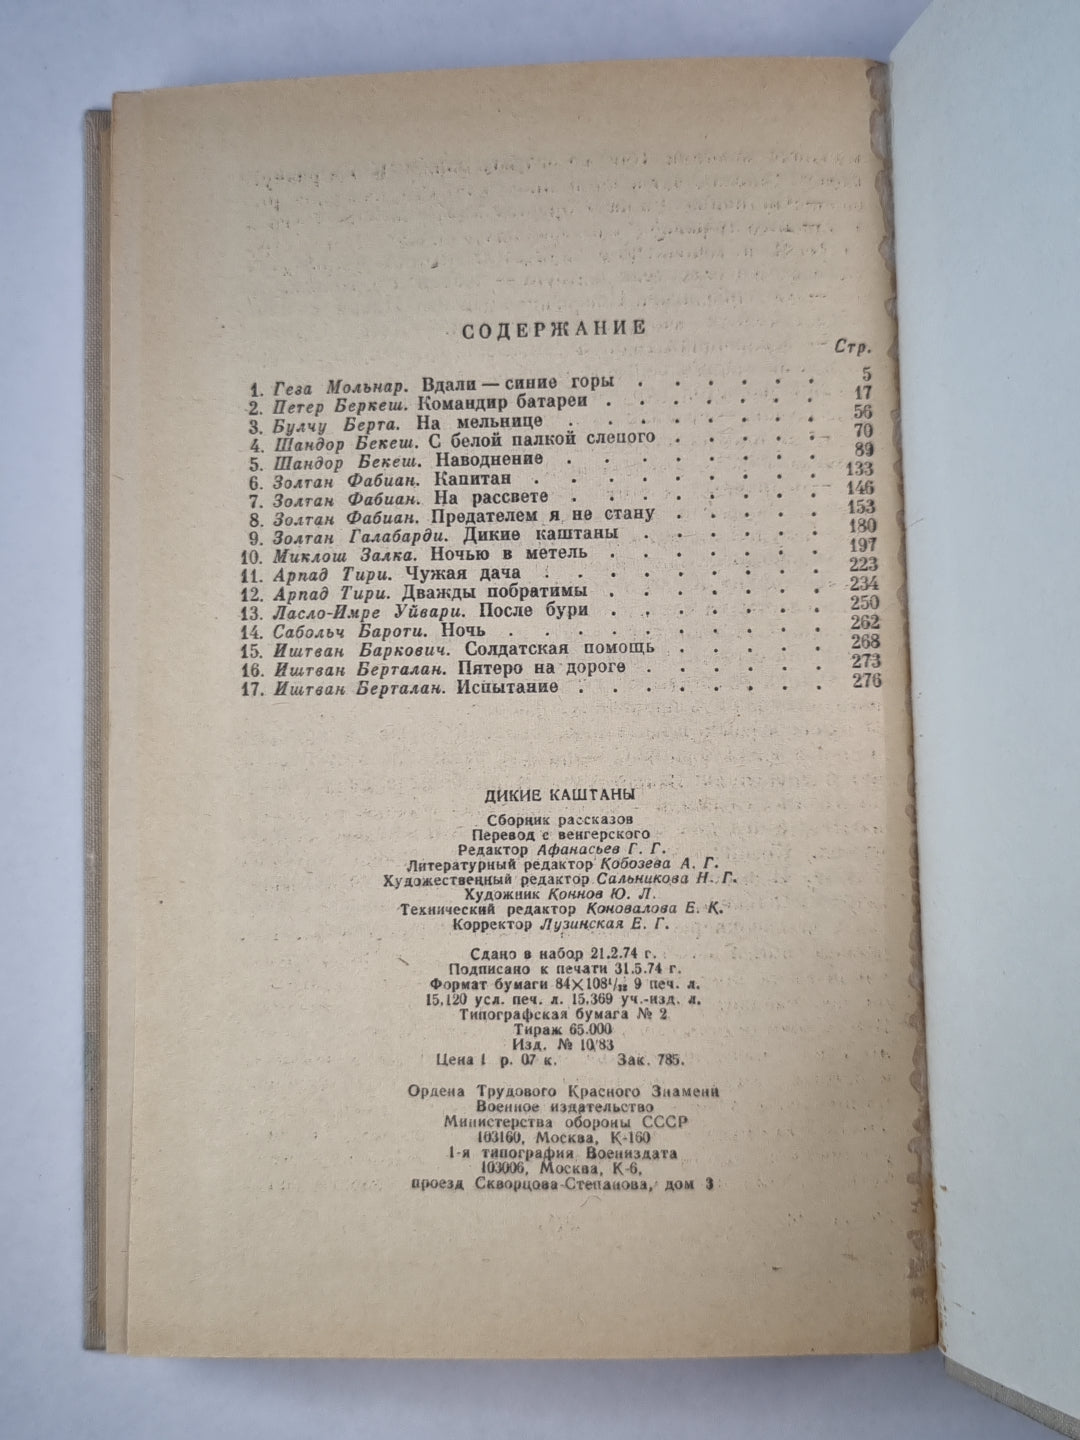 СОДЕРЖАНИЕ
Стр.
1. Геза Мольнар. Вдали — синие горы . . . . . . 5
2. Петер Беркеш. Командир батареи . . . . . . 17
3. Булчу Берта. На мельнице . . . . . . . 56
4. Шандор Бекеш. С белой палкой слепого . . . . . 70
5. Шандор Бекеш. Наводнение . . . . . . . 89
6. Золтан Фабиан. Капитан . . . . . . . . 133
7. Золтан Фабиан. На рассвете . . . . . . . 146
8. Золтан Фабиан. Предателем я не стану . . . . . 153
9. Золтан Галабарди. Дикие каштаны . . . . . . 180
10. Миклош Залка. Ночью в метель . . . . . . 197
11. Арпад Тири. Чужая дача . . . . . . . . 223
12. Арпад Тири. Дважды побратимы . . . . . . 234
13. Ласло-Имре Уйвари. После бури . . . . . . 250
14. Сабольч Бароти. Ночь . . . . . . . . . 262
15. Иштван Баркович. Солдатская помощь . . . . . 268
16. Иштван Берталан. Пятеро на дороге . . . . . 273
17. Иштван Берталан. Испытание . . . . . . . 276
ДИКИЕ КАШТАНЫ
Сборник рассказов
Перевод с венгерского
Редактор Афанасьев Г. Г.
Литературный редактор Кобозева А. Г.
Художественный редактор Сальникова Н. Г.
Художник Коннов Ю. Л.
Технический редактор Коновалова Е. К.
Корректор Лузинская Е. Г.
Сдано в набор 21.2.74 г.
Подписано к печати 31.5.74 г.
Формат бумаги 84×108¹/₃₂ 9 печ. л.
15,120 усл. печ. л. 15,369 уч.-изд. л.
Типографская бумага № 2
Тираж 65.000
Изд. № 10/83
Цена 1 р. 07 к. Зак. 785.
Ордена Трудового Красного Знамени
Военное издательство
Министерства обороны СССР
103160, Москва, К-160
1-я типография Воениздата
103006, Москва, К-6,
проезд Скворцова-Степанова, дом 3